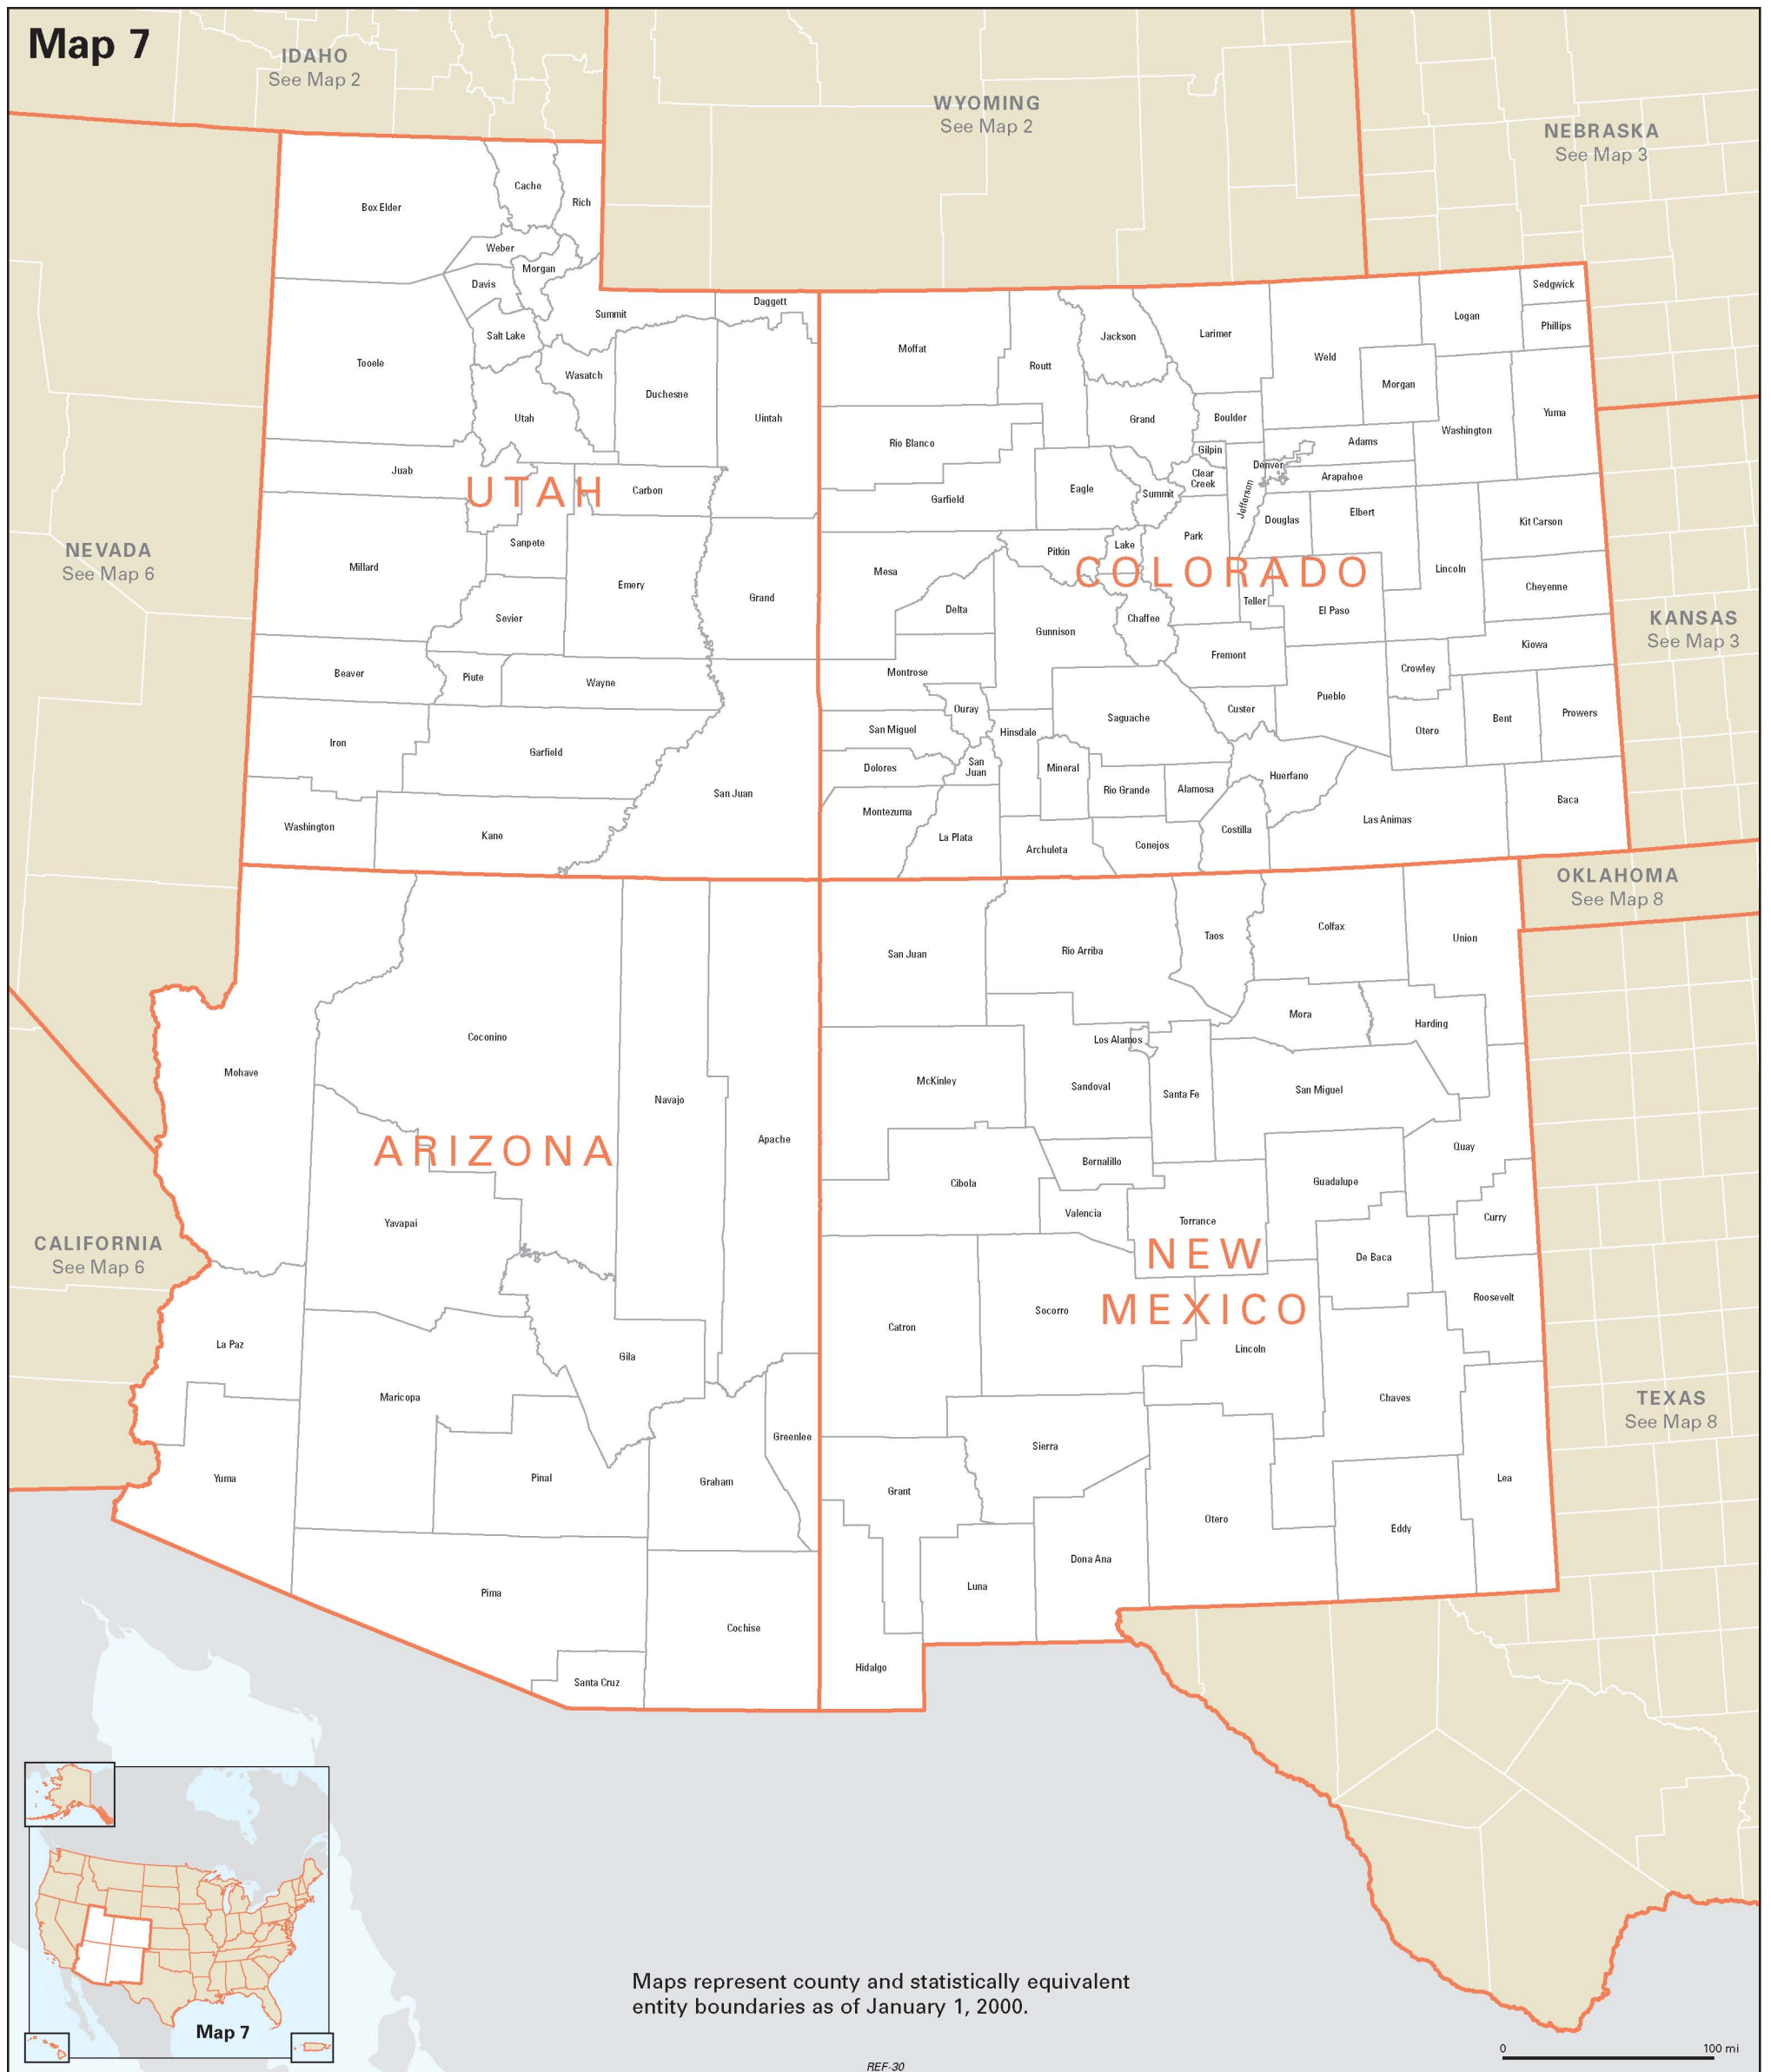 Map 7
IDAHO
See Map 2
WYOMING
See Map 2
NEBRASKA
See Map 3
NEVADA
See Map 6
KANSAS
See Map 3
OKLAHOMA
See Map 8
CALIFORNIA
See Map 6
TEXAS
See Map 8
UTAH
Box Elder
Cache
Rich
Weber
Morgan
Davis
Summit
Daggett
Salt Lake
Tooele
Wasatch
Duchesne
Utah
Uintah
Juab
Carbon
Sanpete
Millard
Emery
Grand
Sevier
Beaver
Piute
Wayne
Iron
Garfield
San Juan
Washington
Kane
COLORADO
Sedgwick
Logan
Phillips
Moffat
Jackson
Larimer
Weld
Routt
Morgan
Yuma
Grand
Boulder
Washington
Rio Blanco
Adams
Gilpin
Denver
Clear
Creek
Arapahoe
Eagle
Summit
Garfield
Jefferson
Douglas
Elbert
Kit Carson
Park
Lake
Pitkin
Mesa
Lincoln
Cheyenne
Teller
Delta
El Paso
Chaffee
Gunnison
Kiowa
Fremont
Crowley
Montrose
Pueblo
Ouray
Custer
Prowers
Saguache
Bent
San Miguel
Hinsdale
Otero
Dolores
San
Juan
Mineral
Huerfano
Rio Grande
Alamosa
Baca
Montezuma
Las Animas
La Plata
Costilla
Conejos
Archuleta
ARIZONA
Coconino
Mohave
Navajo
Apache
Yavapai
La Paz
Gila
Maricopa
Greenlee
Yuma
Pinal
Graham
Pima
Cochise
Santa Cruz
NEW
MEXICO
Colfax
Taos
Union
Rio Arriba
San Juan
Mora
Harding
Los Alamos
McKinley
Sandoval
Santa Fe
San Miguel
Quay
Bernalillo
Cibola
Guadalupe
Valencia
Curry
Torrance
De Baca
Roosevelt
Socorro
Catron
Lincoln
Chaves
Sierra
Lea
Grant
Otero
Eddy
Dona Ana
Luna
Hidalgo
Map 7
Maps represent county and statistically equivalent
entity boundaries as of January 1, 2000.
0 100 mi
REF-30